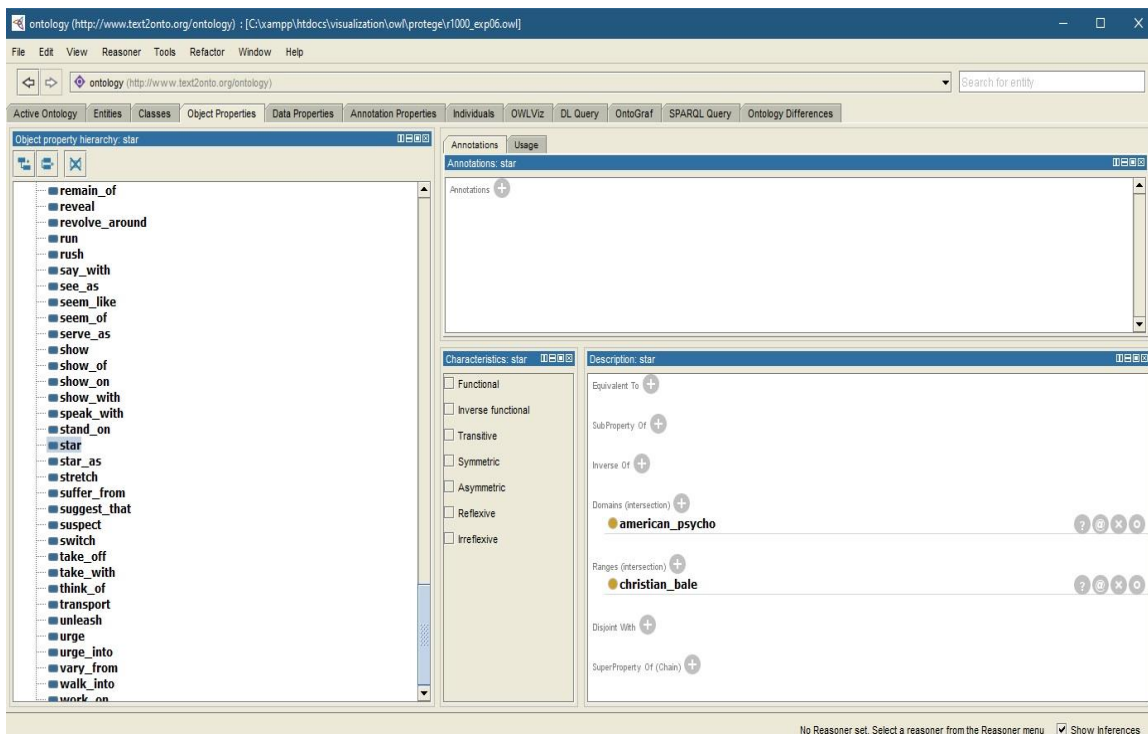 ontology (http://www.text2onto.org/ontology) : [C:\xampp\htdocs\visualization\owl\protege\r1000_exp06.owl]
File Edit View Reasoner Tools Refactor Window Help
ontology (http://www.text2onto.org/ontology)
Search for entity
Active Ontology Entities Classes Object Properties Data Properties Annotation Properties Individuals OWLViz DL Query OntoGraf SPARQL Query Ontology Differences
Object property hierarchy: star
remain_of
reveal
revolve_around
run
rush
say_with
see_as
seem_like
seem_of
serve_as
show
show_of
show_on
show_with
speak_with
stand_on
star
star_as
stretch
suffer_from
suggest_that
suspect
switch
take_off
take_with
think_of
transport
unleash
urge
urge_into
vary_from
walk_into
work_on
Annotations Usage
Annotations: star
Annotations
Characteristics: star
Functional
Inverse functional
Transitive
Symmetric
Asymmetric
Reflexive
Irreflexive
Description: star
Equivalent To
SubProperty Of
Inverse Of
Domains (intersection)
american_psycho
Ranges (intersection)
christian_bale
Disjoint With
SuperProperty Of (Chain)
No Reasoner set. Select a reasoner from the Reasoner menu Show Inferences